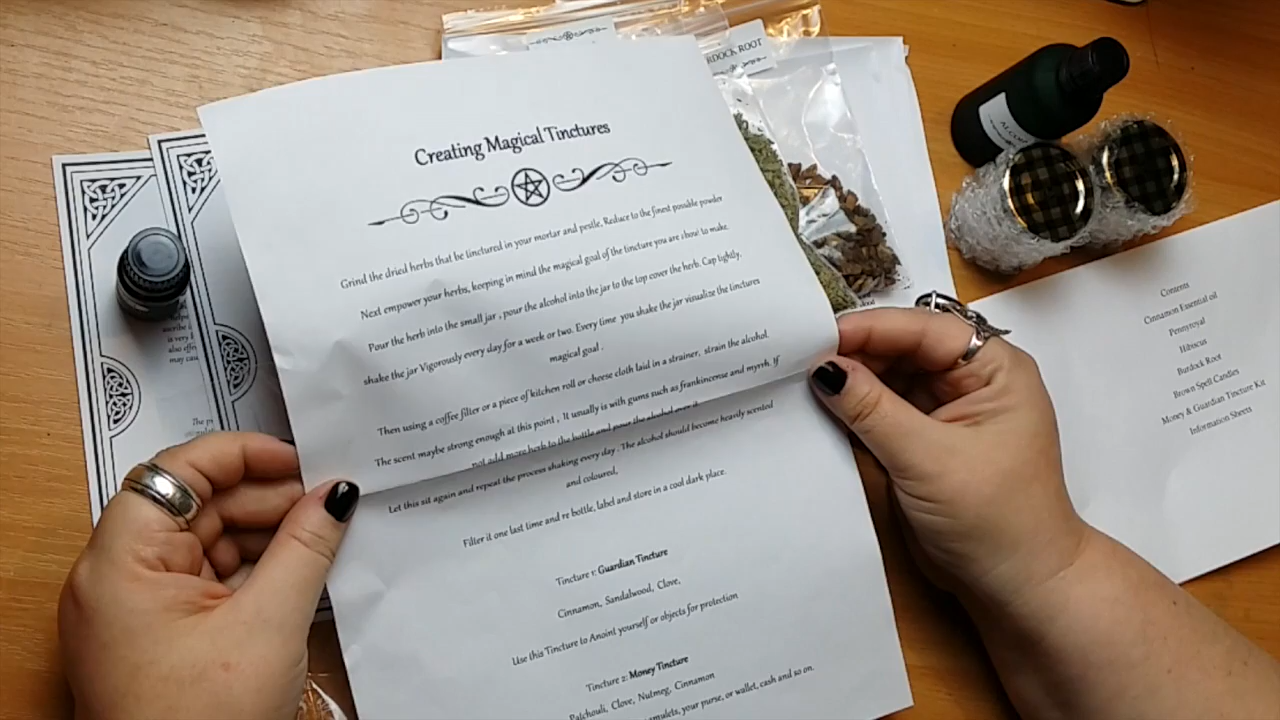 Creating Magical Tinctures
Grind the dried herbs that be tinctured in your mortar and pestle, Reduce to the finest possable powder
Next empower your herbs, keeping in mind the magical goal of the tincture you are about to make.
Pour the herb into the small jar , pour the alcohol into the jar to the top cover the herb. Cap tightly,
shake the jar Vigorously every day for a week or two. Every time you shake the jar visualize the tinctures
magical goal .
Then using a coffee filter or a piece of kitchen roll or cheese cloth laid in a strainer, strain the alcohol.
The scent maybe strong enough at this point , It usually is with gums such as frankincense and myrrh. If
not add more herb to the bottle and pour the alcohol over it.
Let this sit again and repeat the process shaking every day . The alcohol should become heavily scented
and coloured,
Filter it one last time and re bottle, label and store in a cool dark place.
Tincture 1: Guardian Tincture
Cinnamon, Sandalwood, Clove,
Use this Tincture to Anoint yourself or objects for protection
Tincture 2: Money Tincture
Patchouli, Clove, Nutmeg, Cinnamon
amulets, your purse, or wallet, cash and so on.
RDOCK ROOT
Contents
Cinnamon Essential oil
Pennyroyal
Hibiscus
Burdock Root
Brown Spell Candles
Money & Guardian Tincture Kit
Information Sheets
is very
also effe
may cau
The p